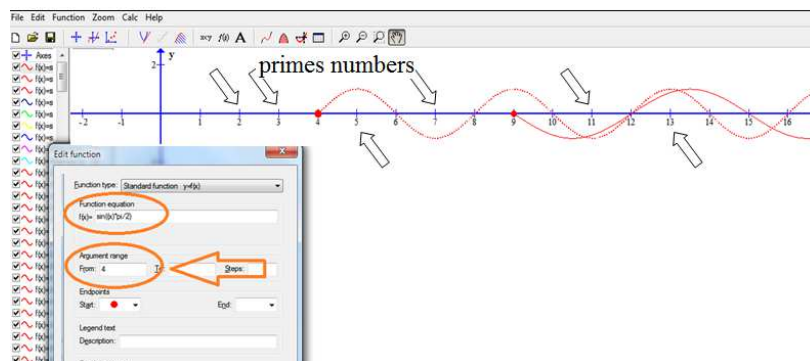 File Edit Function Zoom Calc Help
Axes
f(x)=s
f(x)=s
f(x)=s
f(x)=s
f(x)=s
f(x)=s
y
2
primes numbers
-2 -1 1 2 3 4 5 6 7 8 9 10 11 12 13 14 15 16
Edit function
Function type: Standard function y=f(x)
Function equation
f(x)= sin((x)*pi/2)
Argument range
From: 4 To: Steps:
Endpoints
Start: End:
Legend text
Description: